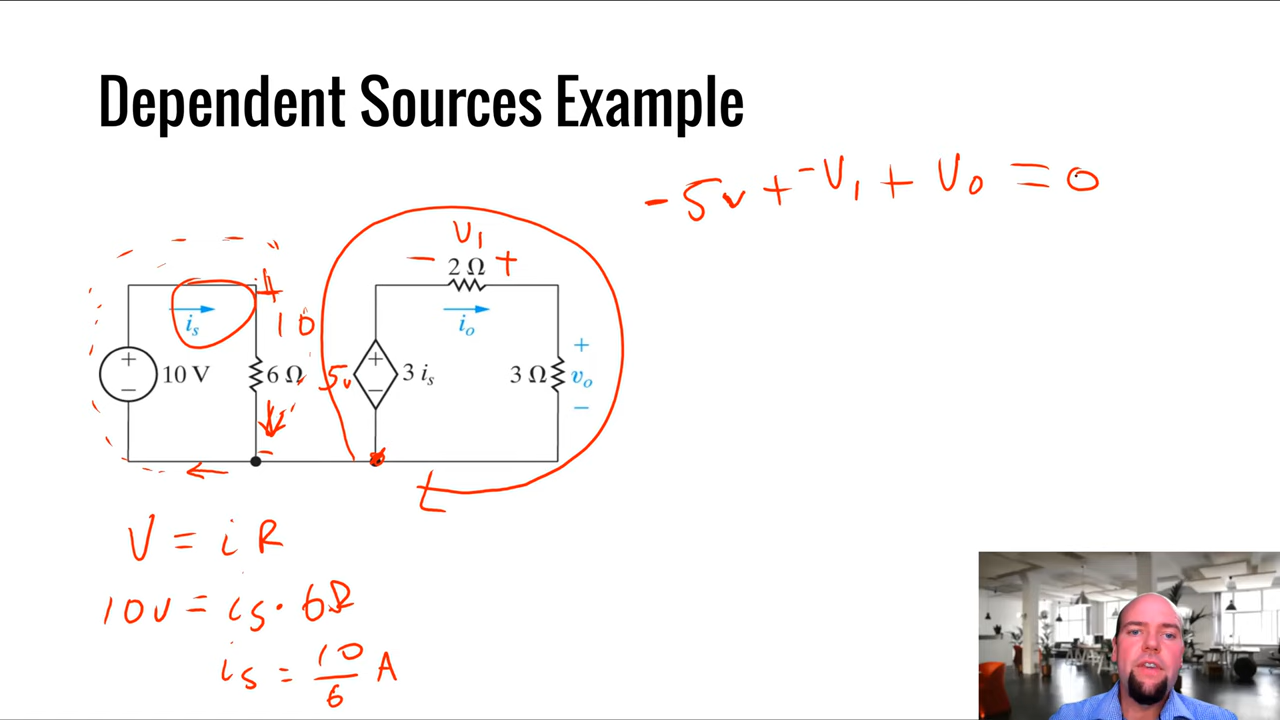 Dependent Sources Example
-5v + -V1 + V0 = 0
V1
- 2 Ω +
+
is
10
io
+
+
10 V
6 Ω
5v
+
3 is
3 Ω
vo
-
-
-
-
V = i R
10v = is · 6Ω
is = 10/6 A